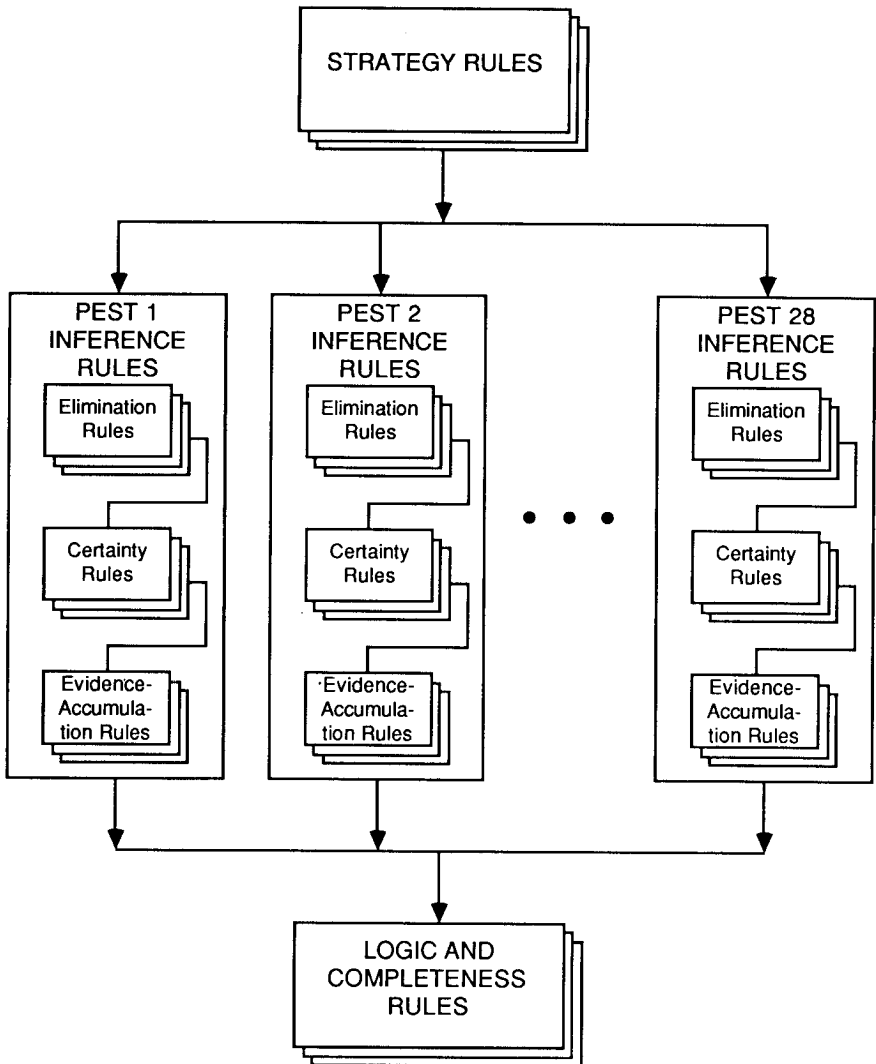 STRATEGY RULES
PEST 1
INFERENCE
RULES
Elimination
Rules
Certainty
Rules
Evidence-
Accumula-
tion Rules
PEST 2
INFERENCE
RULES
Elimination
Rules
Certainty
Rules
Evidence-
Accumula-
tion Rules
PEST 28
INFERENCE
RULES
Elimination
Rules
Certainty
Rules
Evidence-
Accumula-
tion Rules
LOGIC AND
COMPLETENESS
RULES